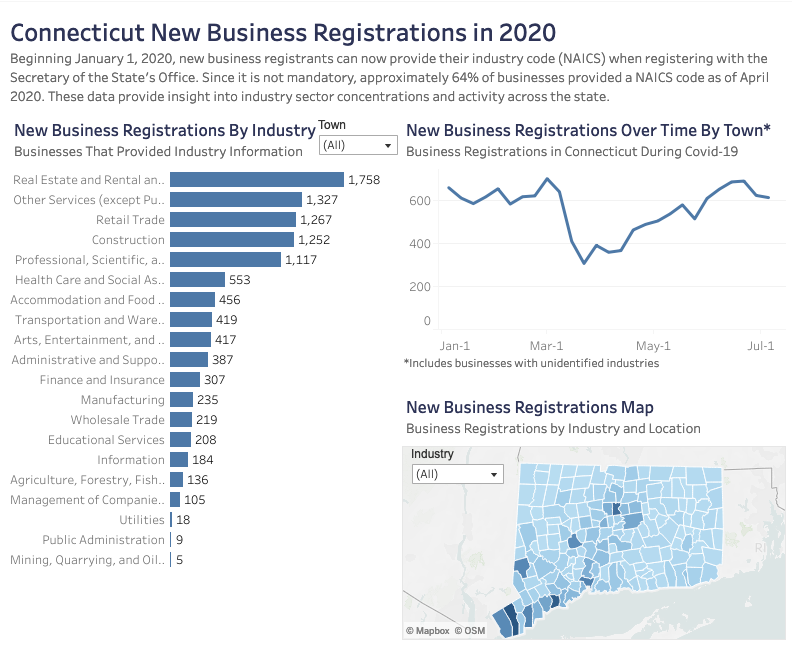 Connecticut New Business Registrations in 2020
Beginning January 1, 2020, new business registrants can now provide their industry code (NAICS) when registering with the
Secretary of the State's Office. Since it is not mandatory, approximately 64% of businesses provided a NAICS code as of April
2020. These data provide insight into industry sector concentrations and activity across the state.
New Business Registrations By Industry
Businesses That Provided Industry Information
Town
(All)
Real Estate and Rental an.. 1,758
Other Services (except Pu.. 1,327
Retail Trade 1,267
Construction 1,252
Professional, Scientific, a.. 1,117
Health Care and Social As.. 553
Accommodation and Food .. 456
Transportation and Ware.. 419
Arts, Entertainment, and .. 417
Administrative and Suppo.. 387
Finance and Insurance 307
Manufacturing 235
Wholesale Trade 219
Educational Services 208
Information 184
Agriculture, Forestry, Fish.. 136
Management of Companie.. 105
Utilities 18
Public Administration 9
Mining, Quarrying, and Oil.. 5
New Business Registrations Over Time By Town*
Business Registrations in Connecticut During Covid-19
600
400
200
0
Jan-1 Mar-1 May-1 Jul-1
*Includes businesses with unidentified industries
New Business Registrations Map
Business Registrations by Industry and Location
Industry
(All)
RI
© Mapbox © OSM